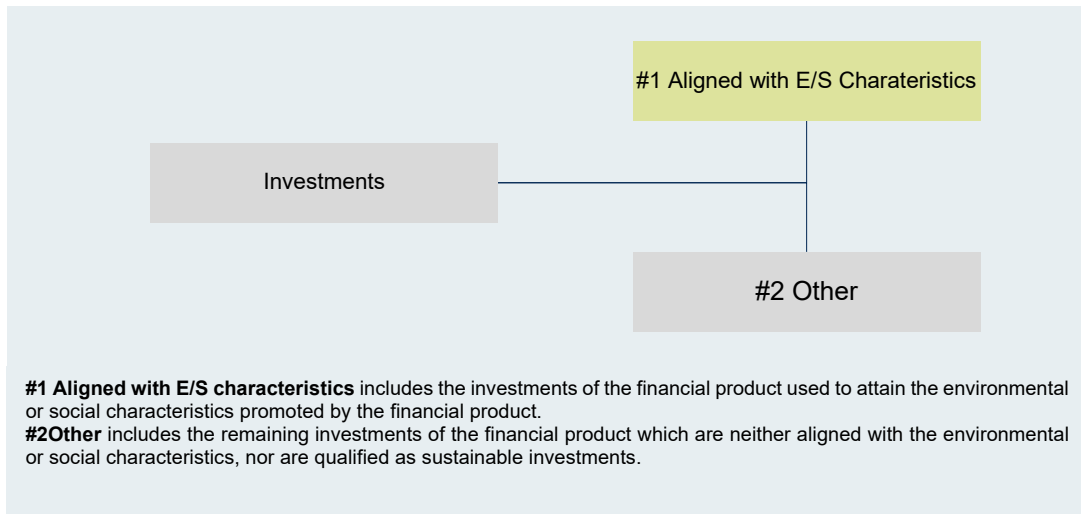 #1 Aligned with E/S Charateristics
Investments
#2 Other
#1 Aligned with E/S characteristics includes the investments of the financial product used to attain the environmental
or social characteristics promoted by the financial product.
#2Other includes the remaining investments of the financial product which are neither aligned with the environmental
or social characteristics, nor are qualified as sustainable investments.